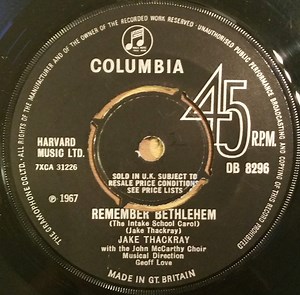 ALL RIGHTS OF THE MANUFACTURER AND OF THE OWNER OF THE RECORDED WORK RESERVED
UNAUTHORISED PUBLIC PERFORMANCE BROADCASTING AND COPYING OF THIS RECORD PROHIBITED
THE GRAMOPHONE CO. LTD.
COLUMBIA
45
R.P.M.
HARVARD
MUSIC LTD.
7XCA 31226
DB 8296
SOLD IN U.K. SUBJECT TO
RESALE PRICE CONDITIONS
SEE PRICE LISTS
℗ 1967
REMEMBER BETHLEHEM
(The Intake School Carol)
(Jake Thackray)
JAKE THACKRAY
with the John McCarthy Choir
Musical Direction
Geoff Love
MADE IN GT. BRITAIN